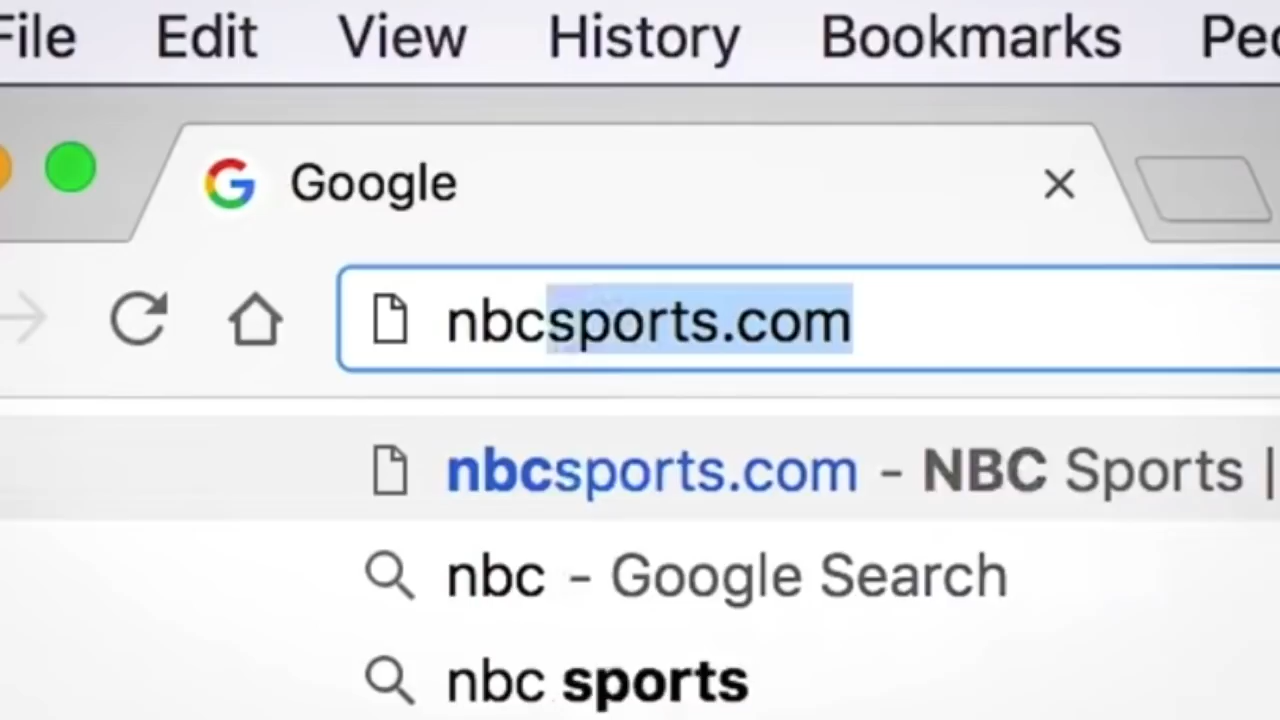 File Edit View History Bookmarks
Google
nbcsports.com
nbcsports.com - NBC Sports |
nbc - Google Search
nbc sports